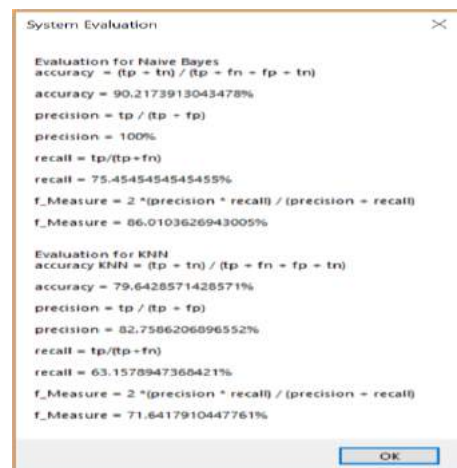 System Evaluation
Evaluation for Naive Bayes
accuracy = (tp + tn) / (tp + fn + fp + tn)
accuracy = 90.2173913043478%
precision = tp / (tp + fp)
precision = 100%
recall = tp/(tp+fn)
recall = 75.4545454545455%
f_Measure = 2 *(precision * recall) / (precision + recall)
f_Measure = 86.0103626943005%
Evaluation for KNN
accuracy KNN = (tp + tn) / (tp + fn + fp + tn)
accuracy = 79.6428571428571%
precision = tp / (tp + fp)
precision = 82.7586206896552%
recall = tp/(tp+fn)
recall = 63.1578947368421%
f_Measure = 2 *(precision * recall) / (precision + recall)
f_Measure = 71.6417910447761%
OK